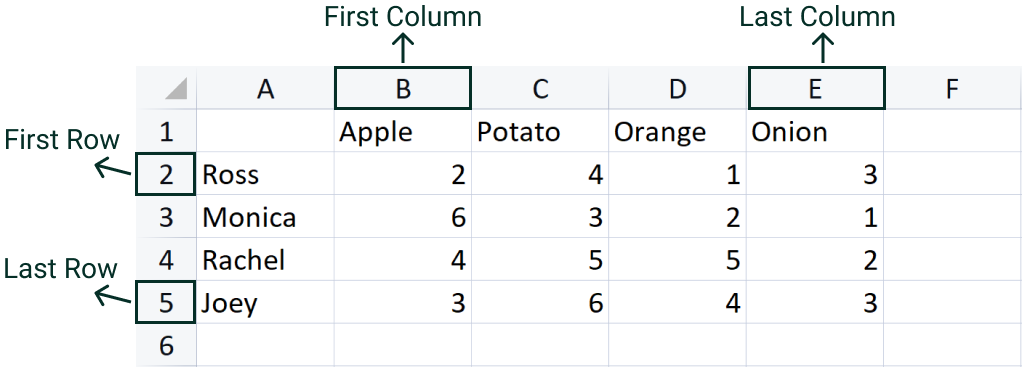 First Column Last Column
A B C D E F
First Row 1 Apple Potato Orange Onion
2 Ross 2 4 1 3
3 Monica 6 3 2 1
Last Row 4 Rachel 4 5 5 2
5 Joey 3 6 4 3
6